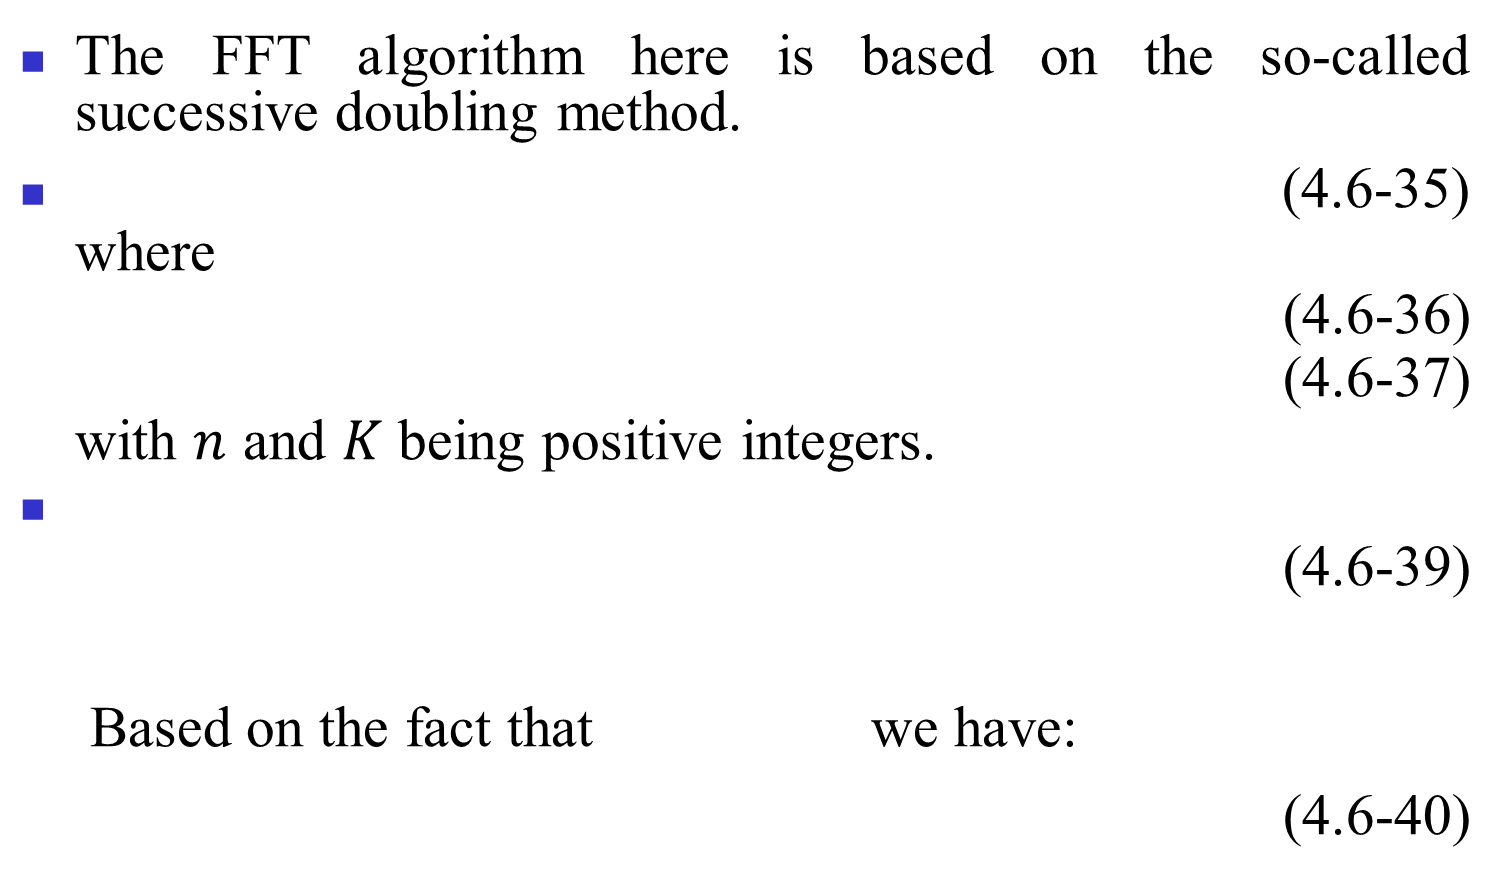 The FFT algorithm here is based on the so-called
successive doubling method.
(4.6-35)
where
(4.6-36)
(4.6-37)
with n and K being positive integers.
(4.6-39)
Based on the fact that we have:
(4.6-40)